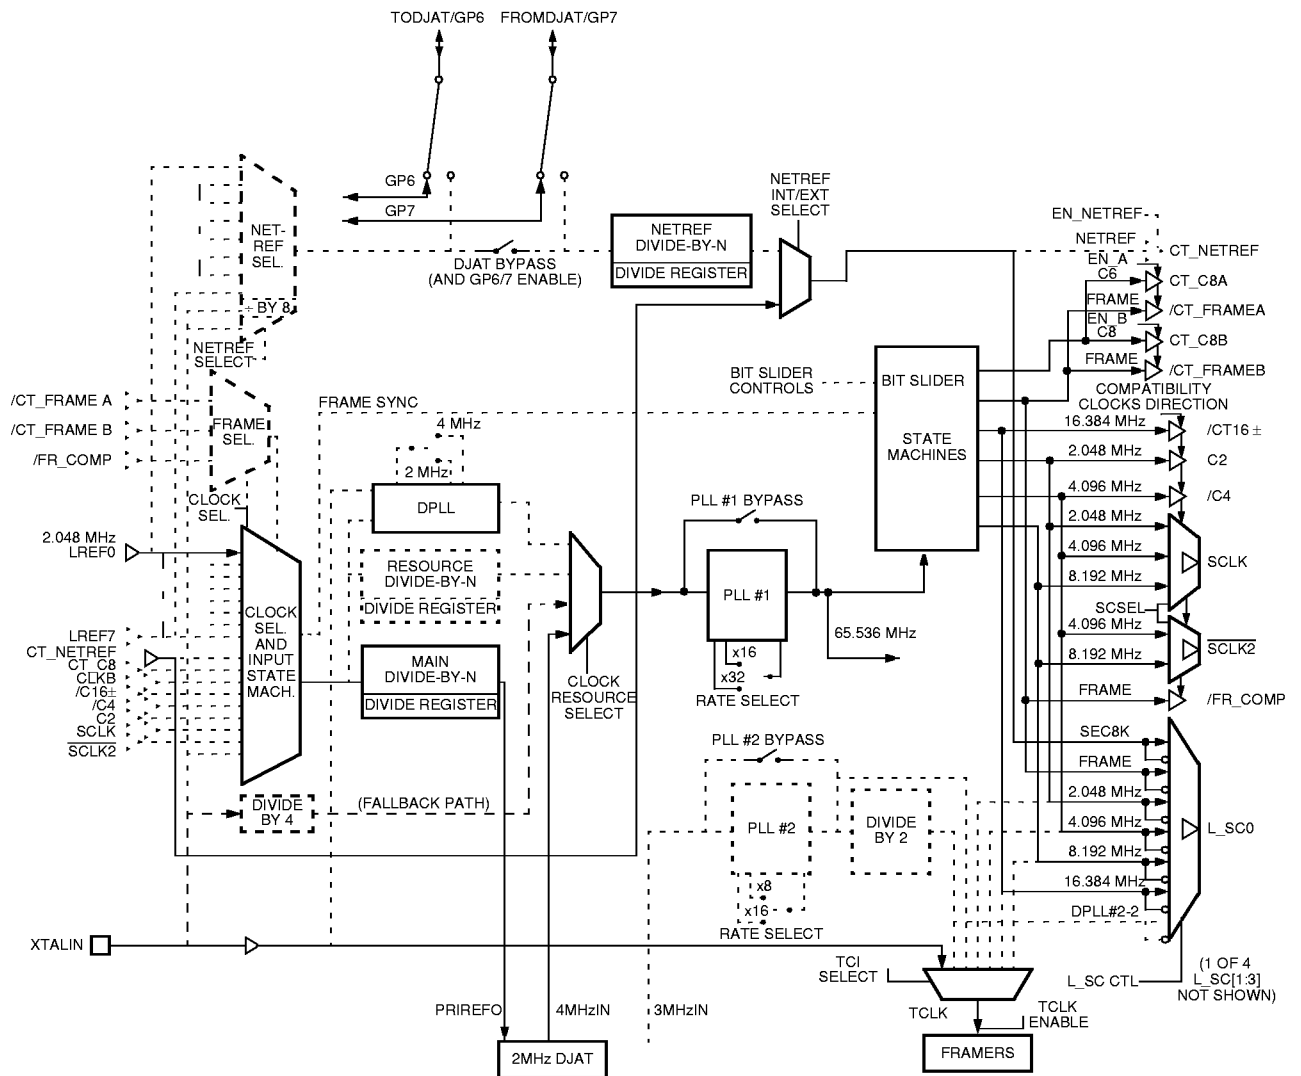 TODJAT/GP6
FROMDJAT/GP7
GP6
GP7
NET-
REF
SEL.
÷ BY 8
NETREF
SELECT
DJAT BYPASS
(AND GP6/7 ENABLE)
NETREF
DIVIDE-BY-N
DIVIDE REGISTER
NETREF
INT/EXT
SELECT
EN_NETREF
NETREF
CT_NETREF
EN_A
C6
CT_C8A
FRAME
/CT_FRAMEA
EN_B
C8
CT_C8B
FRAME
/CT_FRAMEB
COMPATIBILITY
CLOCKS DIRECTION
/CT_FRAME A
/CT_FRAME B
/FR_COMP
FRAME
SEL.
FRAME SYNC
BIT SLIDER
CONTROLS
BIT SLIDER
STATE
MACHINES
16.384 MHz
/CT16 ±
2.048 MHz
C2
4.096 MHz
/C4
2.048 MHz
4.096 MHz
8.192 MHz
SCLK
SCSEL
4.096 MHz
8.192 MHz
SCLK2
FRAME
/FR_COMP
4 MHz
2 MHz
DPLL
CLOCK
SEL.
2.048 MHz
LREF0
RESOURCE
DIVIDE-BY-N
DIVIDE REGISTER
CLOCK
SEL.
AND
INPUT
STATE
MACH.
MAIN
DIVIDE-BY-N
DIVIDE REGISTER
LREF7
CT_NETREF
CT_C8
CLKB
/C16±
/C4
C2
SCLK
SCLK2
CLOCK
RESOURCE
SELECT
PLL #1 BYPASS
PLL #1
x16
x32
RATE SELECT
65.536 MHz
DIVIDE
BY 4
(FALLBACK PATH)
PLL #2 BYPASS
PLL #2
DIVIDE
BY 2
x8
x16
RATE SELECT
SEC8K
FRAME
2.048 MHz
4.096 MHz
8.192 MHz
16.384 MHz
DPLL#2-2
L_SC0
XTALIN
TCI
SELECT
L_SC CTL
(1 OF 4
L_SC[1:3]
NOT SHOWN)
PRIREFO
4MHzIN
3MHzIN
TCLK
TCLK
ENABLE
2MHz DJAT
FRAMERS